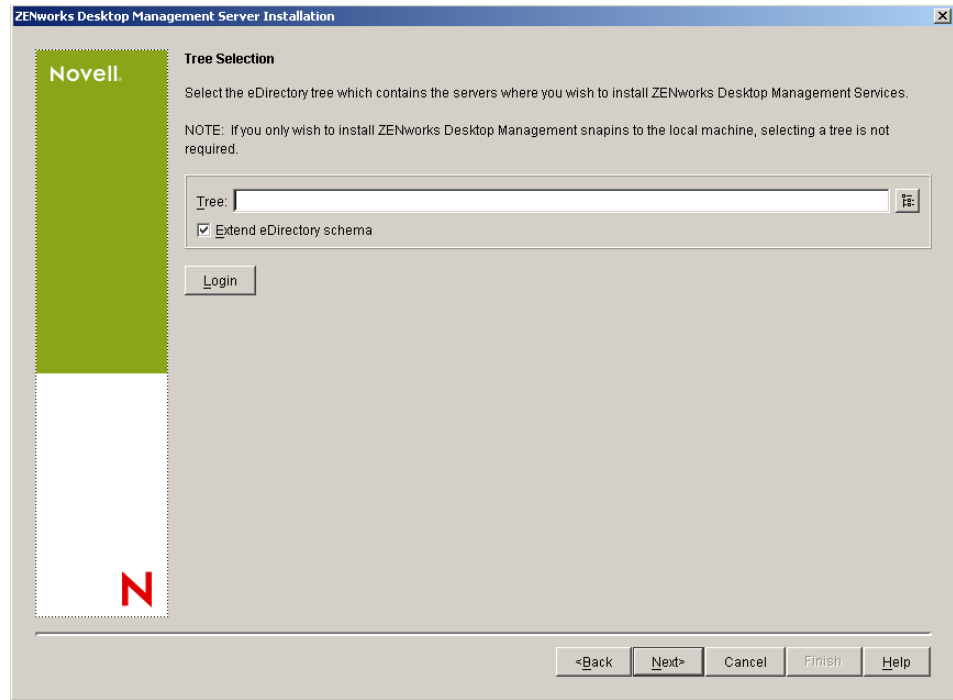 ZENworks Desktop Management Server Installation
Novell.
Tree Selection
Select the eDirectory tree which contains the servers where you wish to install ZENworks Desktop Management Services.
NOTE: If you only wish to install ZENworks Desktop Management snapins to the local machine, selecting a tree is not
required.
Tree:
Extend eDirectory schema
Login
N
<Back Next> Cancel Finish Help